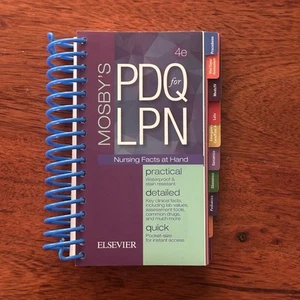 MOSBY'S
4e
PDQ for
LPN
Nursing Facts at Hand
practical
Waterproof &
stain resistant
detailed
Key clinical facts
including lab values,
assessment tools,
common drugs,
and much more
quick
Pocket-size
for instant access
ELSEVIER